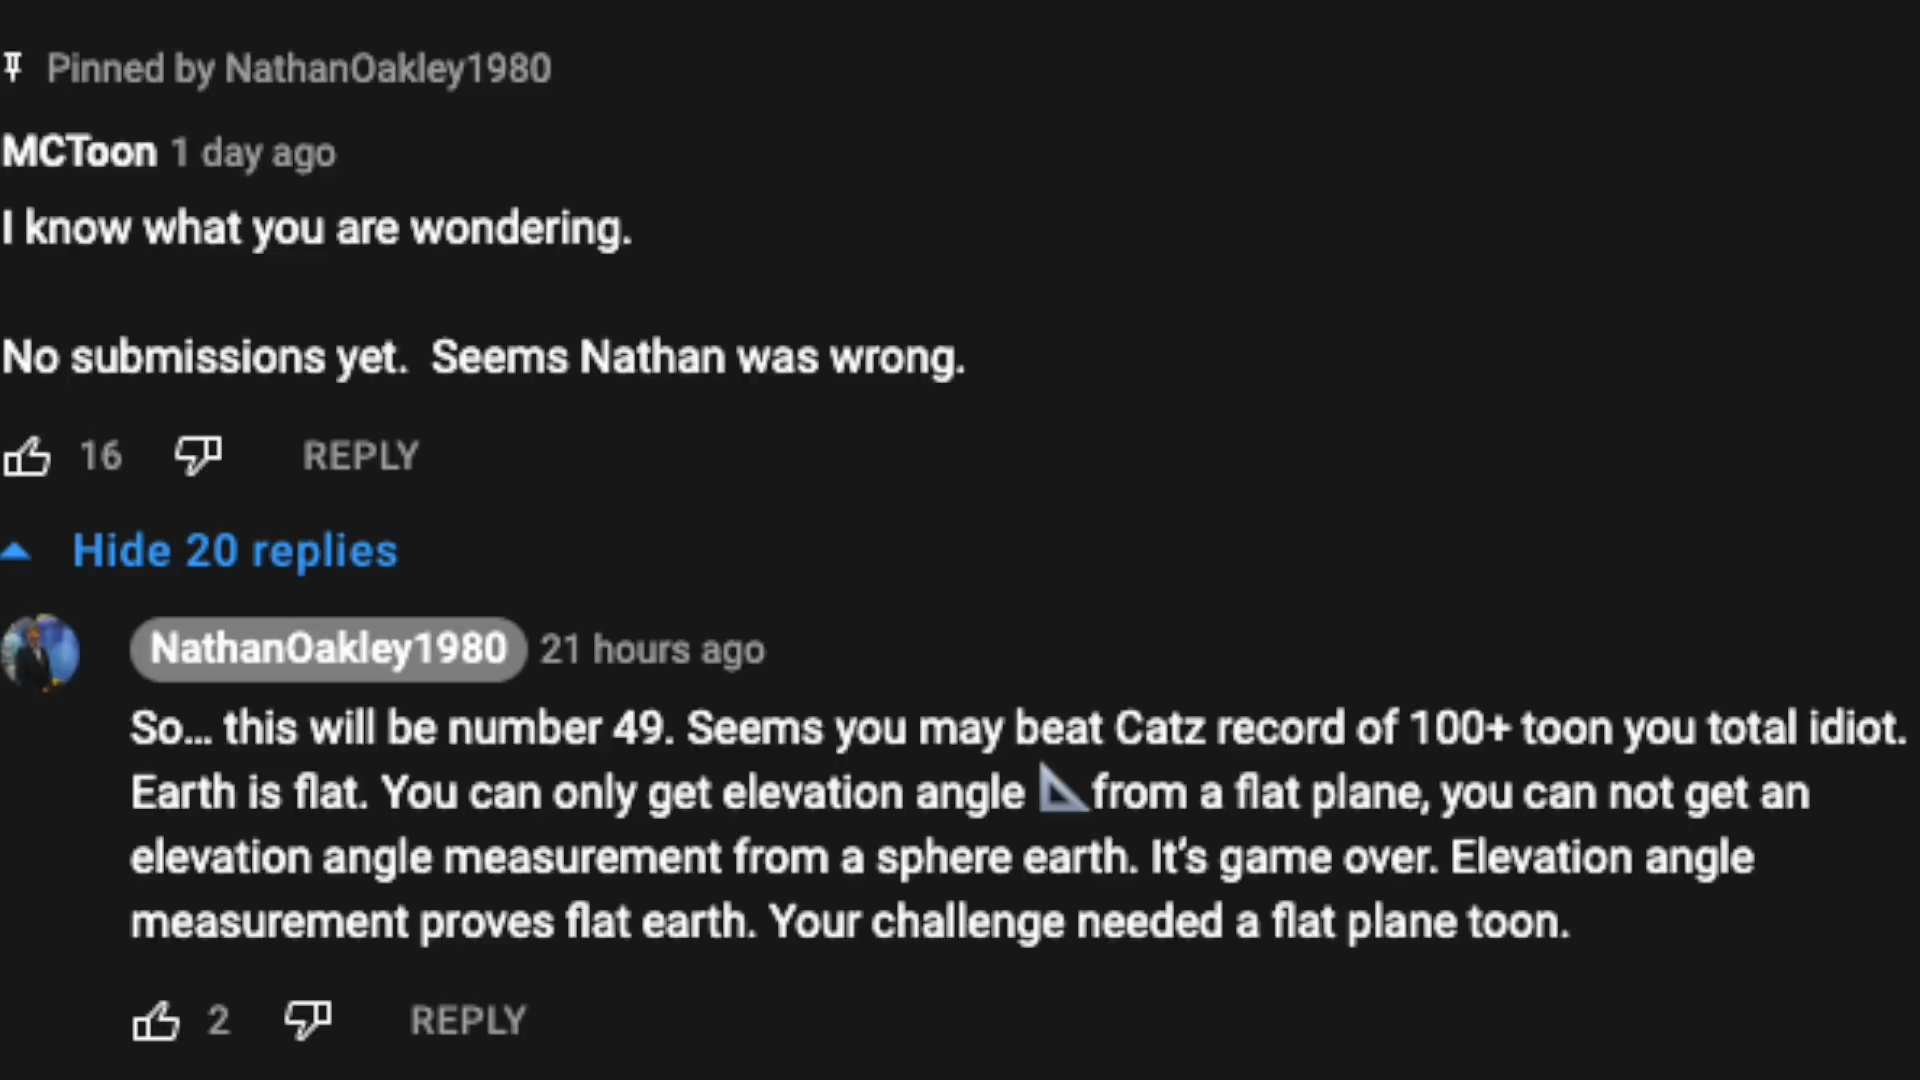 Pinned by NathanOakley1980
MCToon 1 day ago
I know what you are wondering.
No submissions yet.  Seems Nathan was wrong.
16 REPLY
Hide 20 replies
NathanOakley1980 21 hours ago
So... this will be number 49. Seems you may beat Catz record of 100+ toon you total idiot.
Earth is flat. You can only get elevation angle 📐from a flat plane, you can not get an
elevation angle measurement from a sphere earth. It's game over. Elevation angle
measurement proves flat earth. Your challenge needed a flat plane toon.
2 REPLY